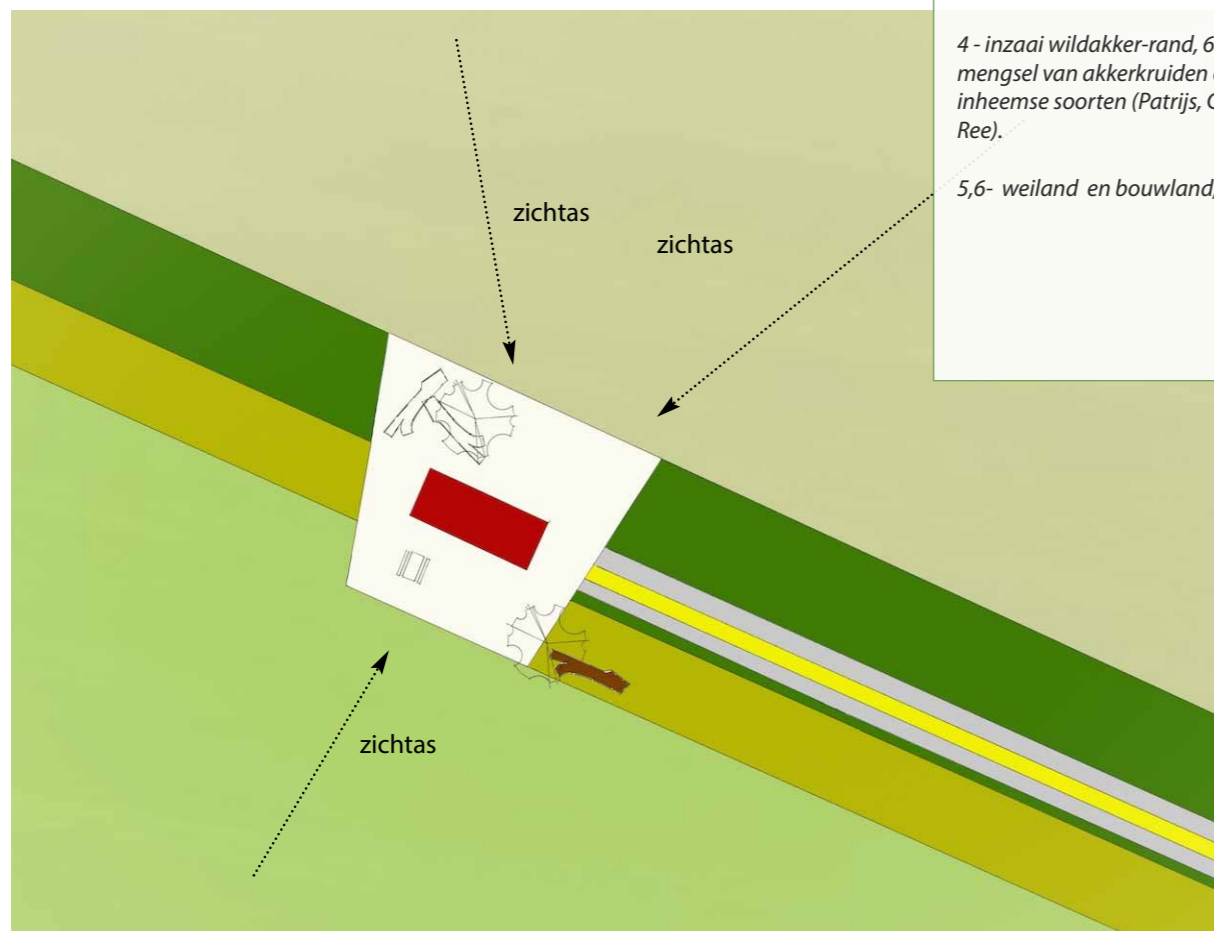 4 - inzaai wildakker-rand, 6
mengsel van akkerkruiden
inheemse soorten (Patrijs,
Ree).
5,6- weiland en bouwland,
zichtas
zichtas
zichtas